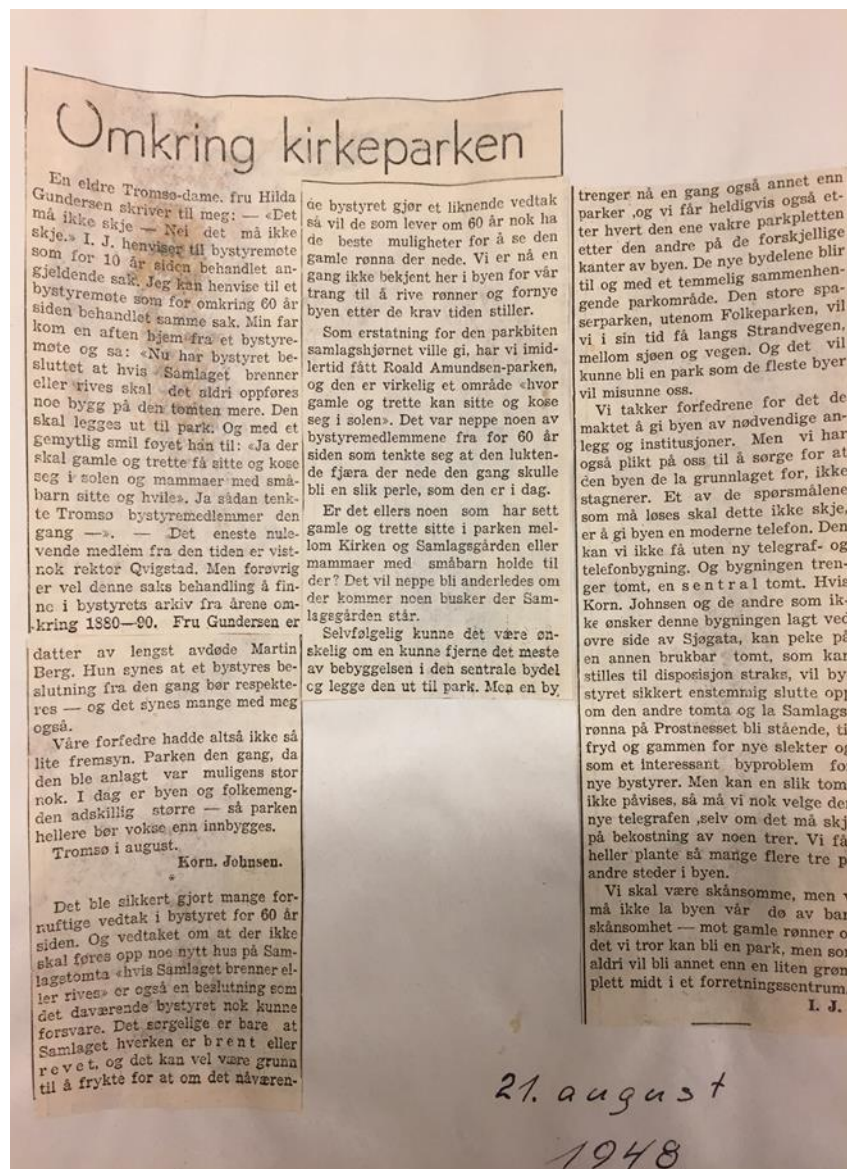 Omkring kirkeparken
En eldre Tromsø-dame. fru Hilda
Gundersen skriver til meg: — «Det
må ikke skje — Nei det må ikke
skje.» I. J. henviser til bystyremøte
som for 10 år siden behandlet an-
gjeldende sak. Jeg kan henvise til et
bystyremøte som for omkring 60 år
siden behandlet samme sak. Min far
kom en aften hjem fra et bystyre-
møte og sa: «Nu har bystyret be-
sluttet at hvis Samlaget brenner
eller rives skal det aldri oppføres
noe bygg på den tomten mere. Den
skal legges ut til park. Og med et
gemytlig smil føyet han til: «Ja der
skal gamle og trette få sitte og kose
seg i solen og mammaer med små-
barn sitte og hvile». Ja sådan tenk-
te Tromsø bystyremedlemmer den
gang —». — Det eneste nule-
vende medlem fra den tiden er vist-
nok rektor Qvigstad. Men forøvrig
er vel denne saks behandling å fin-
ne i bystyrets arkiv fra årene om-
kring 1880—90. Fru Gundersen er
datter av lengst avdøde Martin
Berg. Hun synes at et bystyres be-
slutning fra den gang bør respekte-
res — og det synes mange med meg
også.
Våre forfedre hadde altså ikke så
lite fremsyn. Parken den gang, da
den ble anlagt var muligens stor
nok. I dag er byen og folkemeng-
den adskillig større — så parken
hellere bør vokse enn innbygges.
Tromsø i august.
Korn. Johnsen.
*
Det ble sikkert gjort mange for-
nuftige vedtak i bystyret for 60 år
siden. Og vedtaket om at der ikke
skal føres opp noe nytt hus på Sam-
lagstomta «hvis Samlaget brenner el-
ler rives» er også en beslutning som
det daværende bystyret nok kunne
forsvare. Det sørgelige er bare at
Samlaget hverken er brent eller
revet, og det kan vel være grunn
til å frykte for at om det nåværen-
de bystyret gjør et liknende vedtak
så vil de som lever om 60 år nok ha
de beste muligheter for å se den
gamle rønna der nede. Vi er nå en
gang ikke bekjent her i byen for vår
trang til å rive rønner og fornye
byen etter de krav tiden stiller.
Som erstatning for den parkbiten
samlagshjørnet ville gi, har vi imid-
lertid fått Roald Amundsen-parken,
og den er virkelig et område «hvor
gamle og trette kan sitte og kose
seg i solen». Det var neppe noen av
bystyremedlemmene fra for 60 år
siden som tenkte seg at den lukten-
de fjæra der nede den gang skulle
bli en slik perle, som den er i dag.
Er det ellers noen som har sett
gamle og trette sitte i parken mel-
lom Kirken og Samlagsgården eller
mammaer med småbarn holde til
der? Det vil neppe bli anderledes om
der kommer noen busker der Sam-
lagsgården står.
Selvfølgelig kunne det være øn-
skelig om en kunne fjerne det meste
av bebyggelsen i den sentrale bydel
og legge den ut til park. Men en by
trenger nå en gang også annet enn
parker ,og vi får heldigvis også et-
ter hvert den ene vakre parkpletten
etter den andre på de forskjellige
kanter av byen. De nye bydelene blir
til og med et temmelig sammenhen-
gende parkområde. Den store spa-
serparken, utenom Folkeparken, vil
vi i sin tid få langs Strandvegen,
mellom sjøen og vegen. Og det vil
kunne bli en park som de fleste byer
vil misunne oss.
Vi takker forfedrene for det de
maktet å gi byen av nødvendige an-
legg og institusjoner. Men vi har
også plikt på oss til å sørge for at
den byen de la grunnlaget for, ikke
stagnerer. Et av de spørsmålene
som må løses skal dette ikke skje,
er å gi byen en moderne telefon. Den
kan vi ikke få uten ny telegraf- og
telefonbygning. Og bygningen tren-
ger tomt, en sentral tomt. Hvis
Korn. Johnsen og de andre som ik-
ke ønsker denne bygningen lagt ved
øvre side av Sjøgata, kan peke på
en annen brukbar tomt, som kan
stilles til disposisjon straks, vil by
styret sikkert enstemmig slutte opp
om den andre tomta og la Samlags
rønna på Prostnesset bli stående, ti
fryd og gammen for nye slekter og
som et interessant byproblem for
nye bystyrer. Men kan en slik tom
ikke påvises, så må vi nok velge de
nye telegrafen ,selv om det må skj
på bekostning av noen trer. Vi få
heller plante så mange flere tre p
andre steder i byen.
Vi skal være skånsomme, men v
må ikke la byen vår dø av bar
skånsomhet — mot gamle rønner o
det vi tror kan bli en park, men som
aldri vil bli annet enn en liten grøn
plett midt i et forretningssentrum.
I. J.
21. august
1948